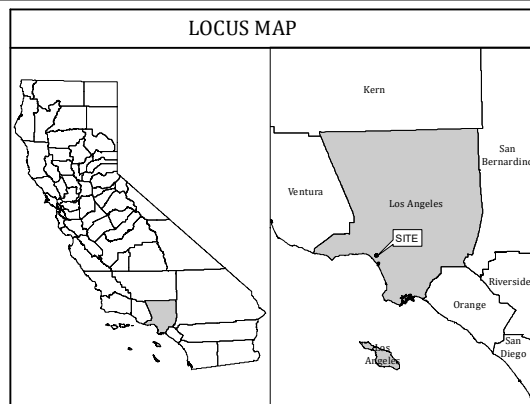 LOCUS MAP
Kern
San
Bernardino
Ventura
Los Angeles
SITE
Riverside
Orange
San
Diego
Los
Angeles